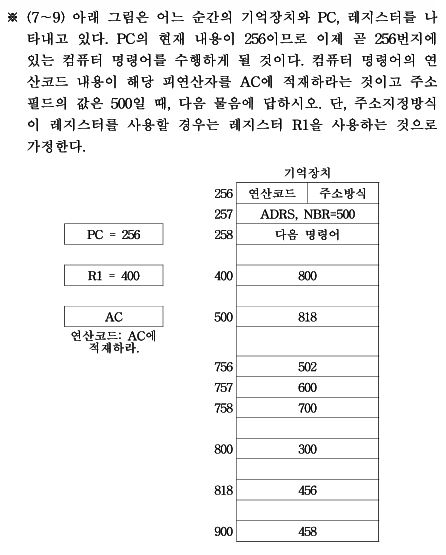 ※ (7~9) 아래 그림은 어느 순간의 기억장치와 PC, 레지스터를 나
타내고 있다. PC의 현재 내용이 256이므로 이제 곧 256번지에
있는 컴퓨터 명령어를 수행하게 될 것이다. 컴퓨터 명령어의 연
산코드 내용이 해당 피연산자를 AC에 적재하라는 것이고 주소
필드의 값은 500일 때, 다음 물음에 답하시오. 단, 주소지정방식
이 레지스터를 사용할 경우는 레지스터 R1을 사용하는 것으로
가정한다.
기억장치
256 연산코드 주소방식
257 ADRS, NBR=500
PC = 256
258 다음 명령어
R1 = 400
400 800
AC
500 818
연산코드: AC에
적재하라.
756 502
757 600
758 700
800 300
818 456
900 458